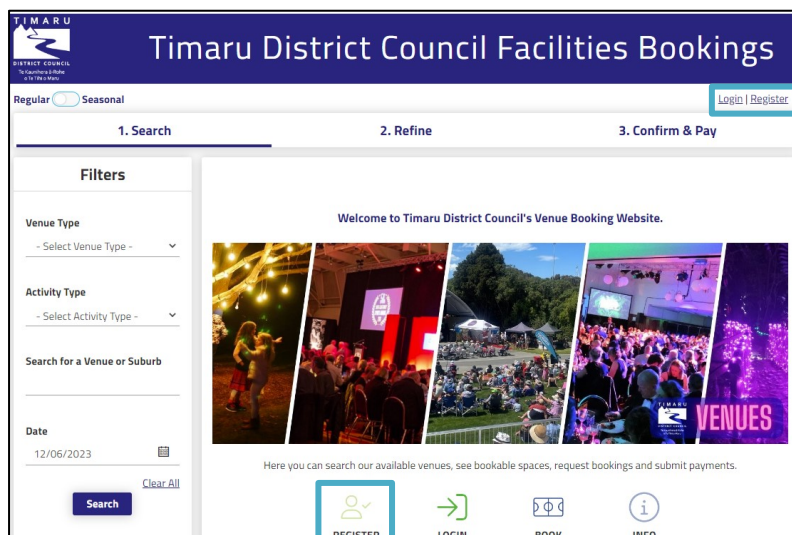 TIMARU
DISTRICT COUNCIL
Te Kaunihera ā-Rohe
o Te Tihi o Maru
Timaru District Council Facilities Bookings
Regular Seasonal
Login | Register
1. Search
2. Refine
3. Confirm & Pay
Filters
Venue Type
- Select Venue Type -
Activity Type
- Select Activity Type -
Search for a Venue or Suburb
Date
12/06/2023
Clear All
Search
Welcome to Timaru District Council's Venue Booking Website.
TIMARU
DISTRICT COUNCIL
VENUES
Here you can search our available venues, see bookable spaces, request bookings and submit payments.
REGISTER
LOGIN
BOOK
INFO